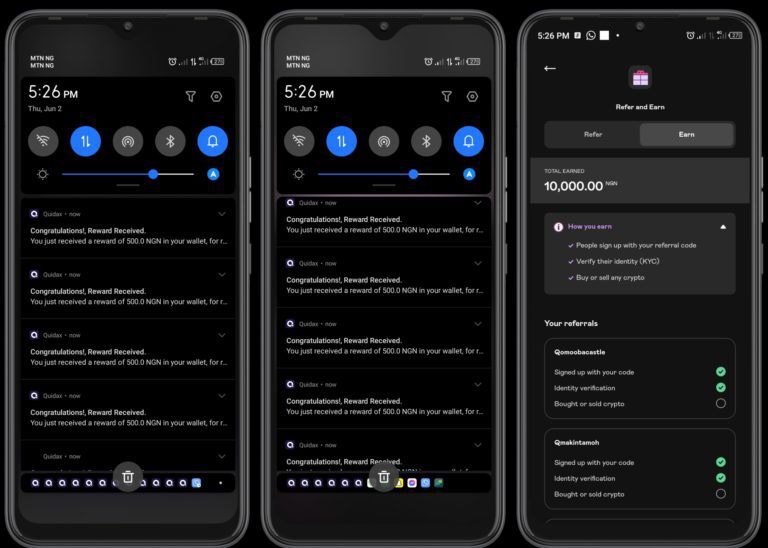 MTN NG
MTN NG
5:26 PM
Thu, Jun 2
Quidax • now
Congratulations!, Reward Received.
You just received a reward of 500.0 NGN in your wallet, for r...
Quidax • now
Congratulations!, Reward Received.
You just received a reward of 500.0 NGN in your wallet, for r...
Quidax • now
Congratulations!, Reward Received.
You just received a reward of 500.0 NGN in your wallet, for r...
Quidax • now
Congratulations!, Reward Received.
You just received a reward of 500.0 NGN in your wallet, for r...
Quidax • now
MTN NG
MTN NG
5:26 PM
Thu, Jun 2
Quidax • now
Congratulations!, Reward Received.
You just received a reward of 500.0 NGN in your wallet, for r...
Quidax • now
Congratulations!, Reward Received.
You just received a reward of 500.0 NGN in your wallet, for r...
Quidax • now
Congratulations!, Reward Received.
You just received a reward of 500.0 NGN in your wallet, for r...
Quidax • now
Congratulations!, Reward Received.
You just received a reward of 500.0 NGN in your wallet, for r...
Quidax • now
Congratulations!, Reward Received.
5:26 PM
Refer and Earn
Refer
Earn
TOTAL EARNED
10,000.00 NGN
How you earn
People sign up with your referral code
Verify their identity (KYC)
Buy or sell any crypto
Your referrals
Qomoobacastle
Signed up with your code
Identity verification
Bought or sold crypto
Qmakintamoh
Signed up with your code
Identity verification
Bought or sold crypto